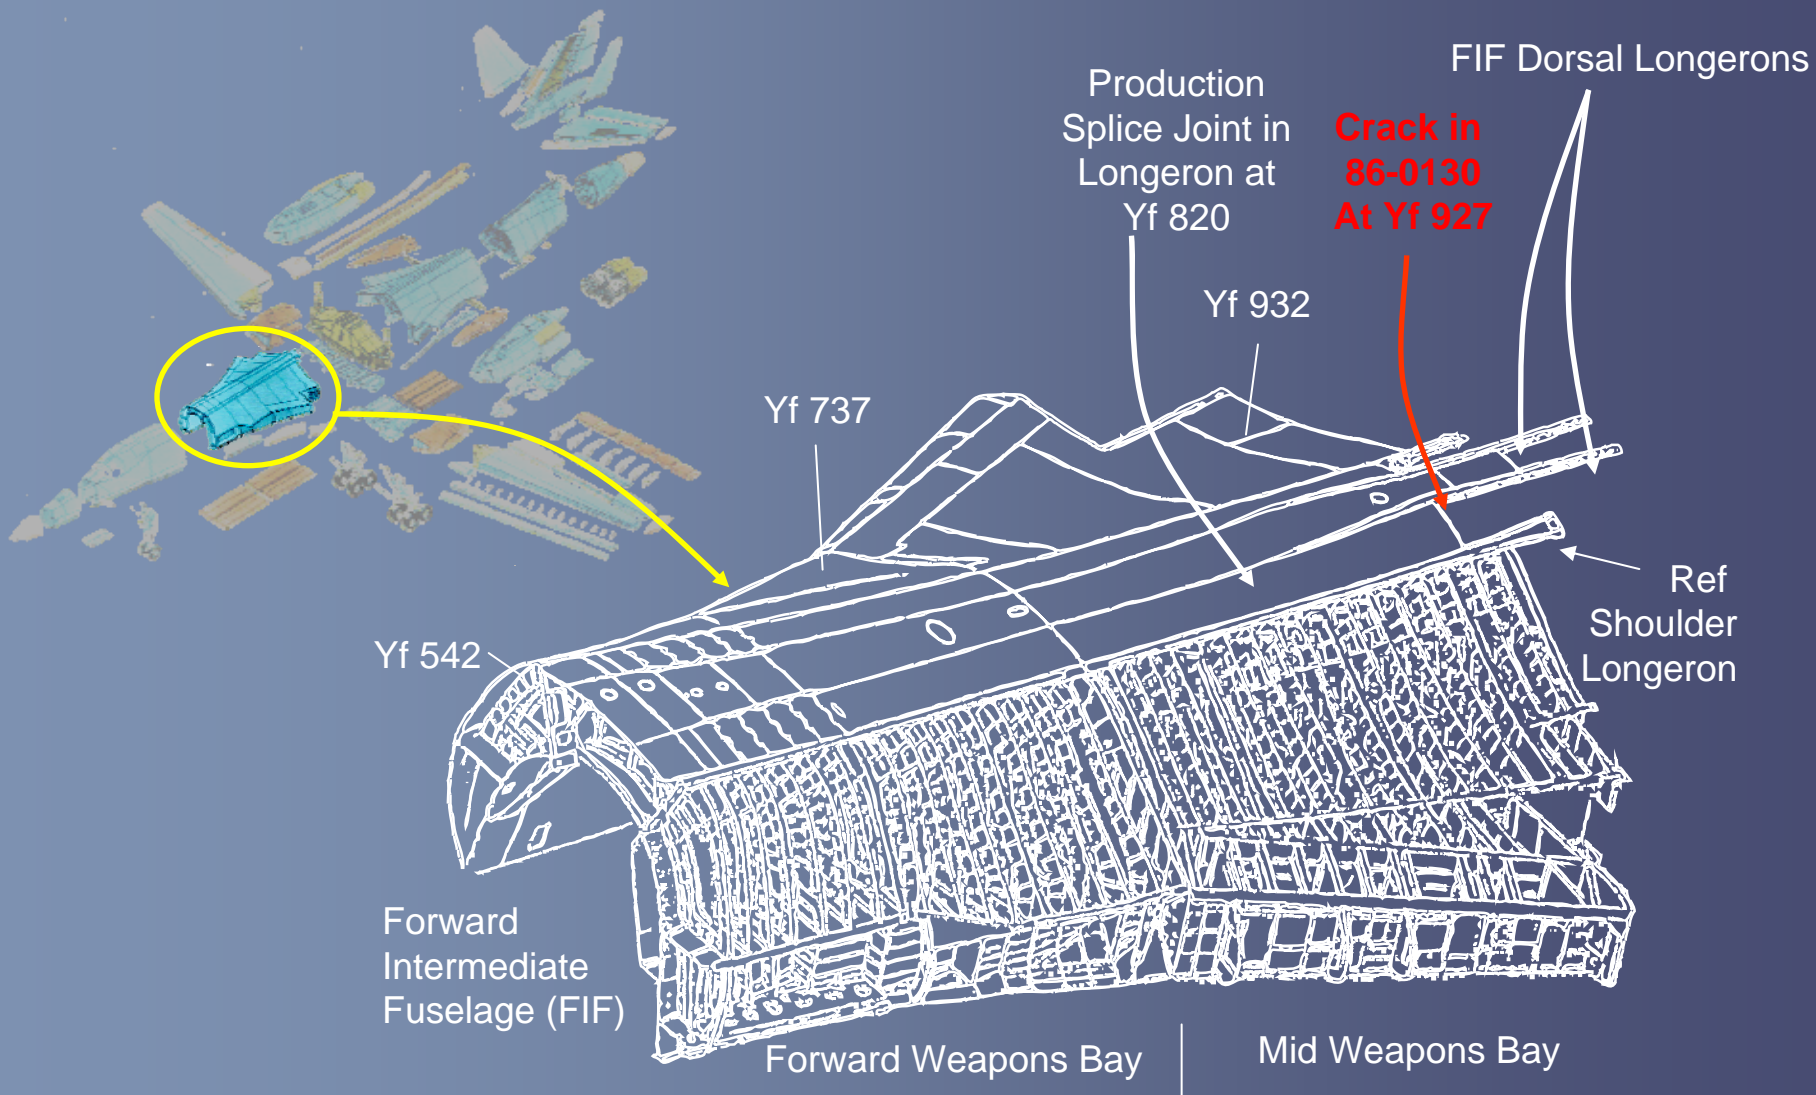 FIF Dorsal Longerons
Production
Splice Joint in
Longeron at
Yf 820
Crack in
86-0130
At Yf 927
Yf 932
Yf 737
Yf 542
Ref
Shoulder
Longeron
Forward
Intermediate
Fuselage (FIF)
Forward Weapons Bay
Mid Weapons Bay